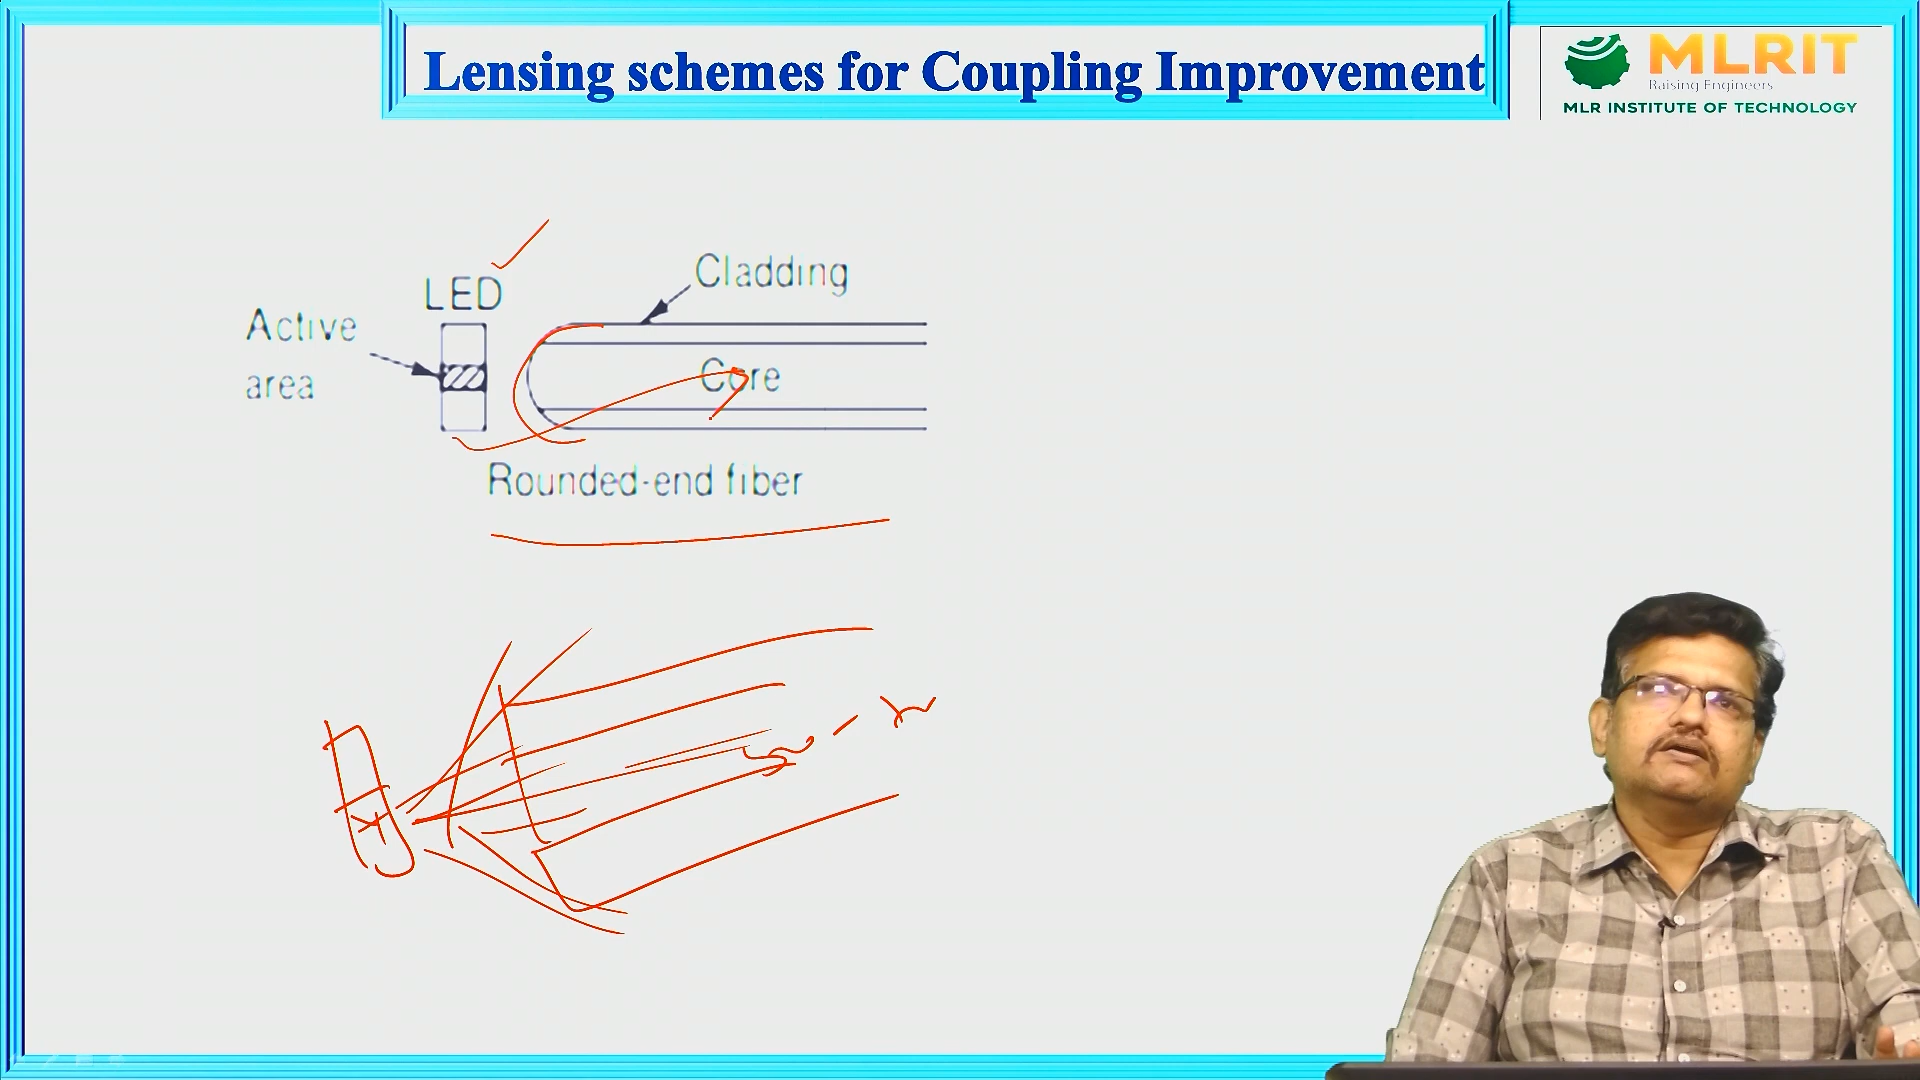 Lensing schemes for Coupling Improvement
MLRIT
Raising Engineers
MLR INSTITUTE OF TECHNOLOGY
LED
Cladding
Active
area
Core
Rounded-end fiber